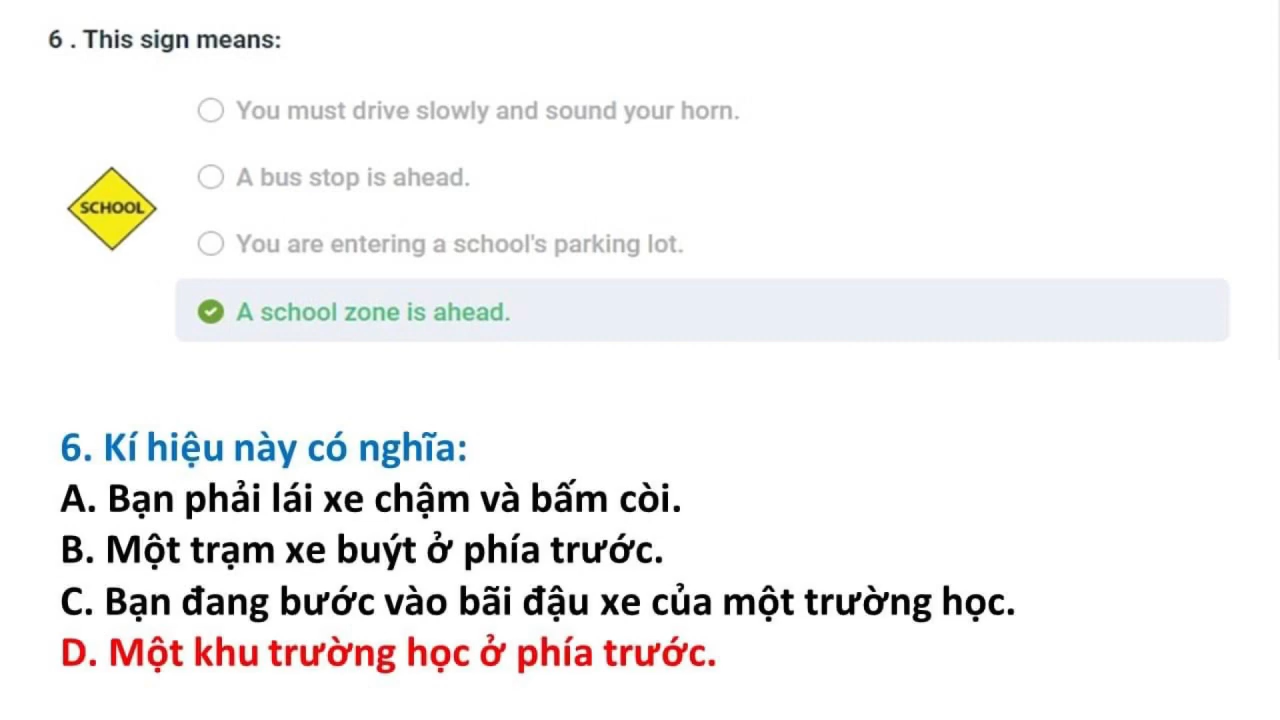 6 . This sign means:
You must drive slowly and sound your horn.
A bus stop is ahead.
SCHOOL
You are entering a school's parking lot.
A school zone is ahead.
6. Kí hiệu này có nghĩa:
A. Bạn phải lái xe chậm và bấm còi.
B. Một trạm xe buýt ở phía trước.
C. Bạn đang bước vào bãi đậu xe của một trường học.
D. Một khu trường học ở phía trước.